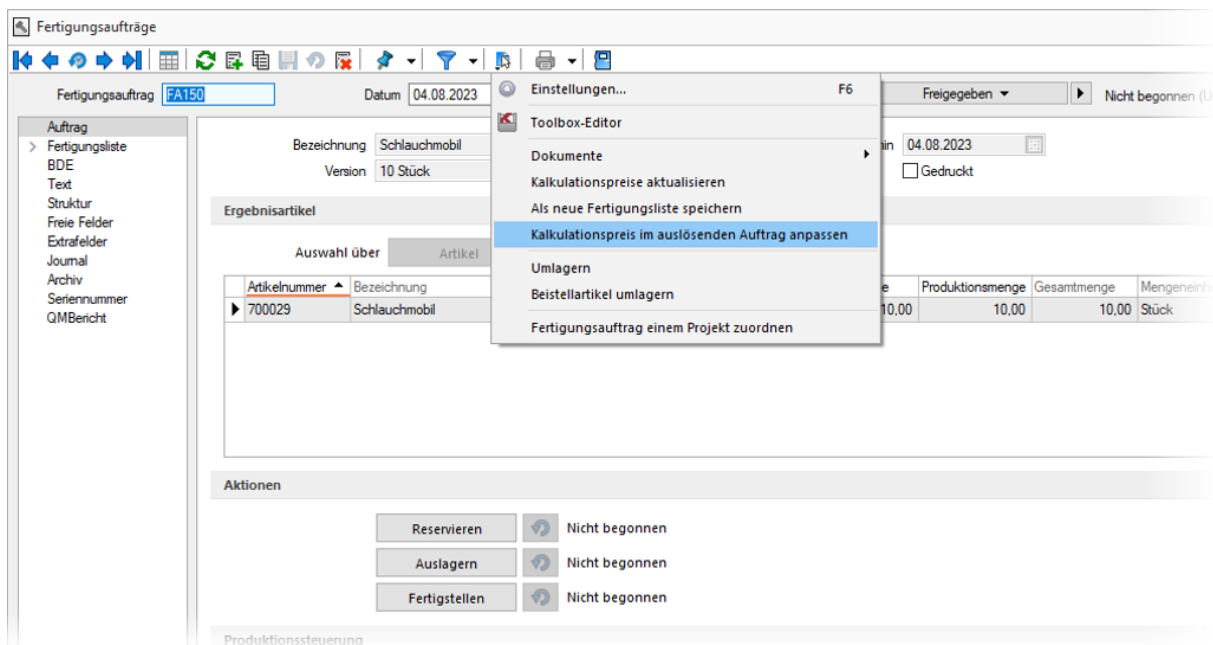 Fertigungsaufträge
Fertigungsauftrag FA150 Datum 04.08.2023 Freigegeben Nicht begonnen
Einstellungen... F6
Toolbox-Editor
Dokumente
Kalkulationspreise aktualisieren
Als neue Fertigungsliste speichern
Kalkulationspreis im auslösenden Auftrag anpassen
Umlagern
Beistellartikel umlagern
Fertigungsauftrag einem Projekt zuordnen
Auftrag
Fertigungsliste
BDE
Text
Struktur
Freie Felder
Extrafelder
Journal
Archiv
Seriennummer
QMBericht
Bezeichnung Schlauchmobil 04.08.2023
Version 10 Stück Gedruckt
Ergebnisartikel
Auswahl über Artikel
Artikelnummer Bezeichnung Produktionsmenge Gesamtmenge
700029 Schlauchmobil 10,00 10,00 10,00 Stück
Aktionen
Reservieren Nicht begonnen
Auslagern Nicht begonnen
Fertigstellen Nicht begonnen
Produktionssteuerung